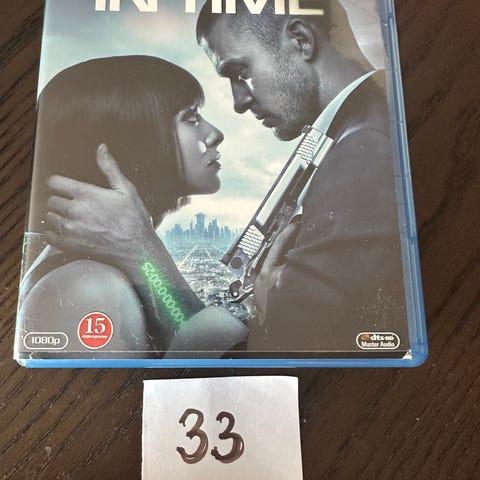 IN TIME
1080p
15
dts-HD
Master Audio
33